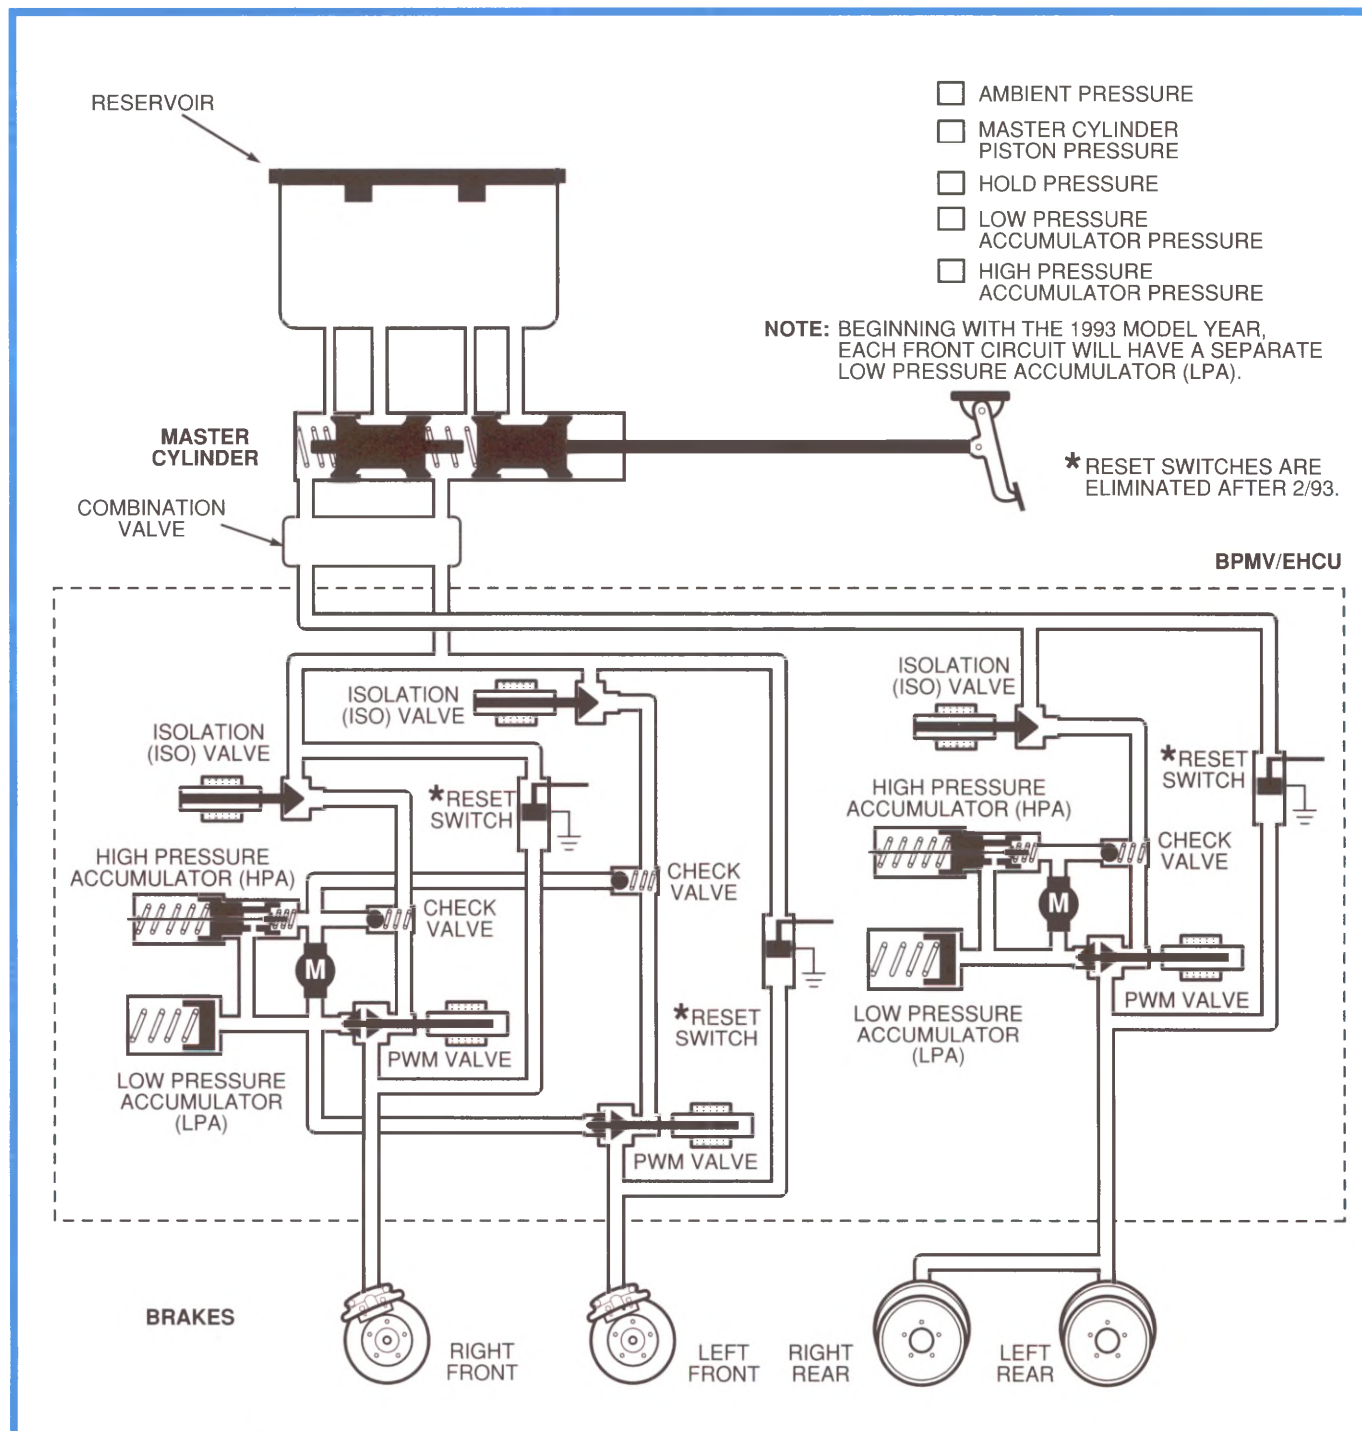 RESERVOIR
AMBIENT PRESSURE
MASTER CYLINDER
PISTON PRESSURE
HOLD PRESSURE
LOW PRESSURE
ACCUMULATOR PRESSURE
HIGH PRESSURE
ACCUMULATOR PRESSURE
NOTE: BEGINNING WITH THE 1993 MODEL YEAR,
EACH FRONT CIRCUIT WILL HAVE A SEPARATE
LOW PRESSURE ACCUMULATOR (LPA).
MASTER
CYLINDER
*RESET SWITCHES ARE
ELIMINATED AFTER 2/93.
COMBINATION
VALVE
BPMV/EHCU
ISOLATION
(ISO) VALVE
ISOLATION
(ISO) VALVE
ISOLATION
(ISO) VALVE
*RESET
SWITCH
*RESET
SWITCH
HIGH PRESSURE
ACCUMULATOR (HPA)
HIGH PRESSURE
ACCUMULATOR (HPA)
CHECK
VALVE
CHECK
VALVE
CHECK
VALVE
M
M
PWM VALVE
LOW PRESSURE
ACCUMULATOR
(LPA)
*RESET
SWITCH
PWM VALVE
LOW PRESSURE
ACCUMULATOR
(LPA)
PWM VALVE
BRAKES
RIGHT
FRONT
LEFT
FRONT
RIGHT
REAR
LEFT
REAR